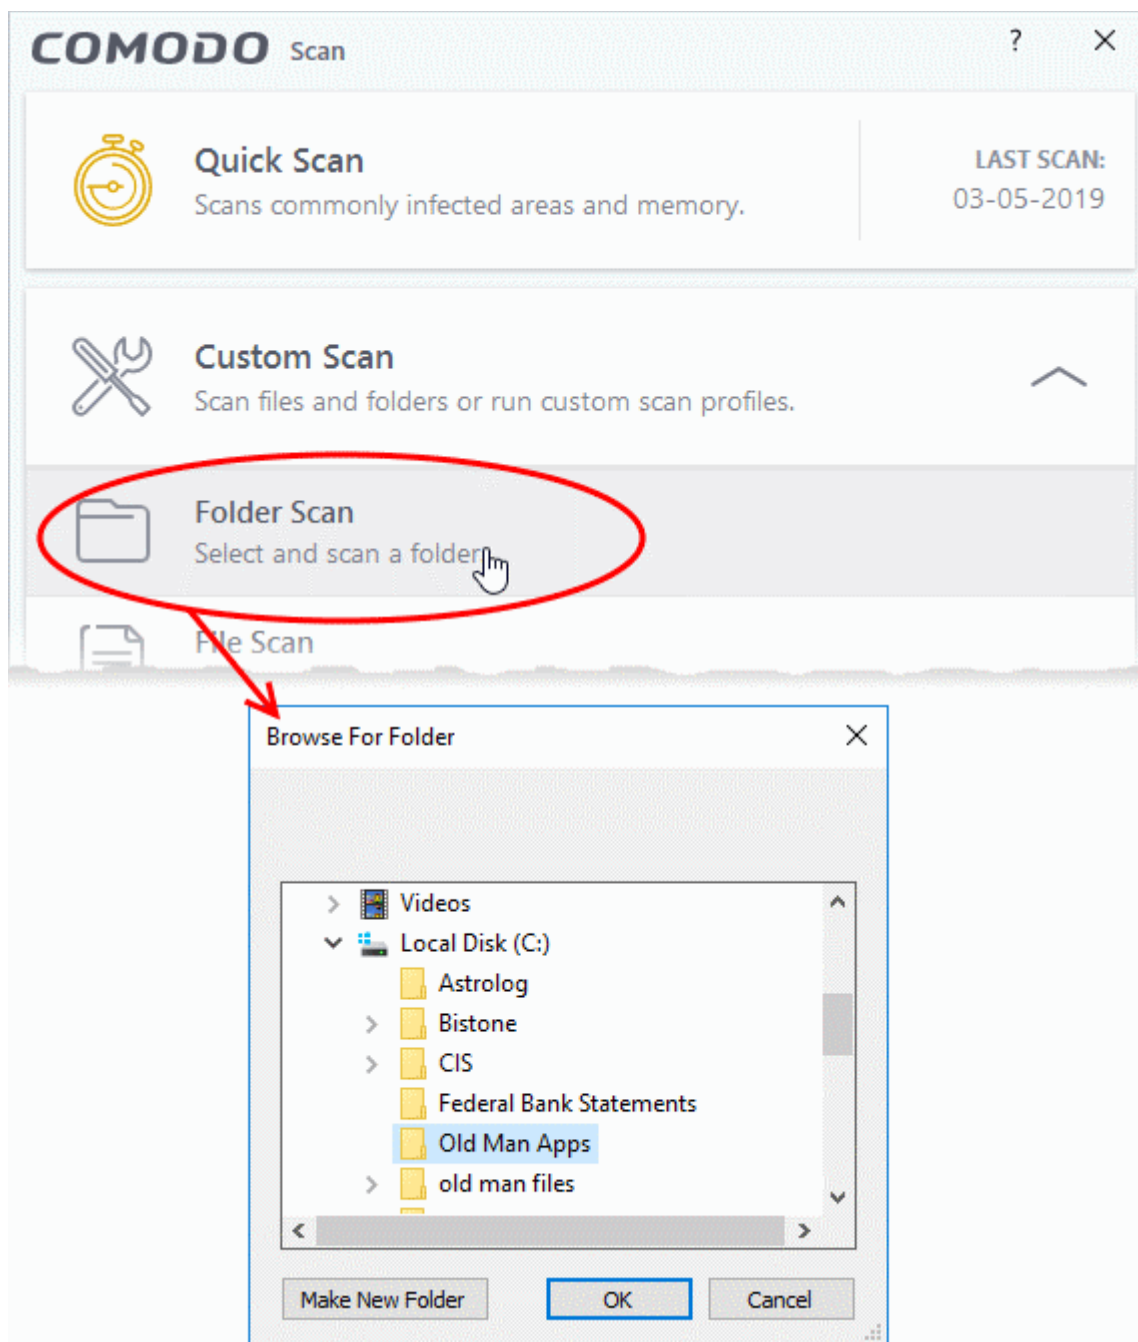 COMODO Scan ?
Quick Scan
Scans commonly infected areas and memory.
LAST SCAN:
03-05-2019
Custom Scan
Scan files and folders or run custom scan profiles.
Folder Scan
Select and scan a folder
File Scan
Browse For Folder
Videos
Local Disk (C:)
Astrolog
Bistone
CIS
Federal Bank Statements
Old Man Apps
old man files
Make New Folder OK Cancel